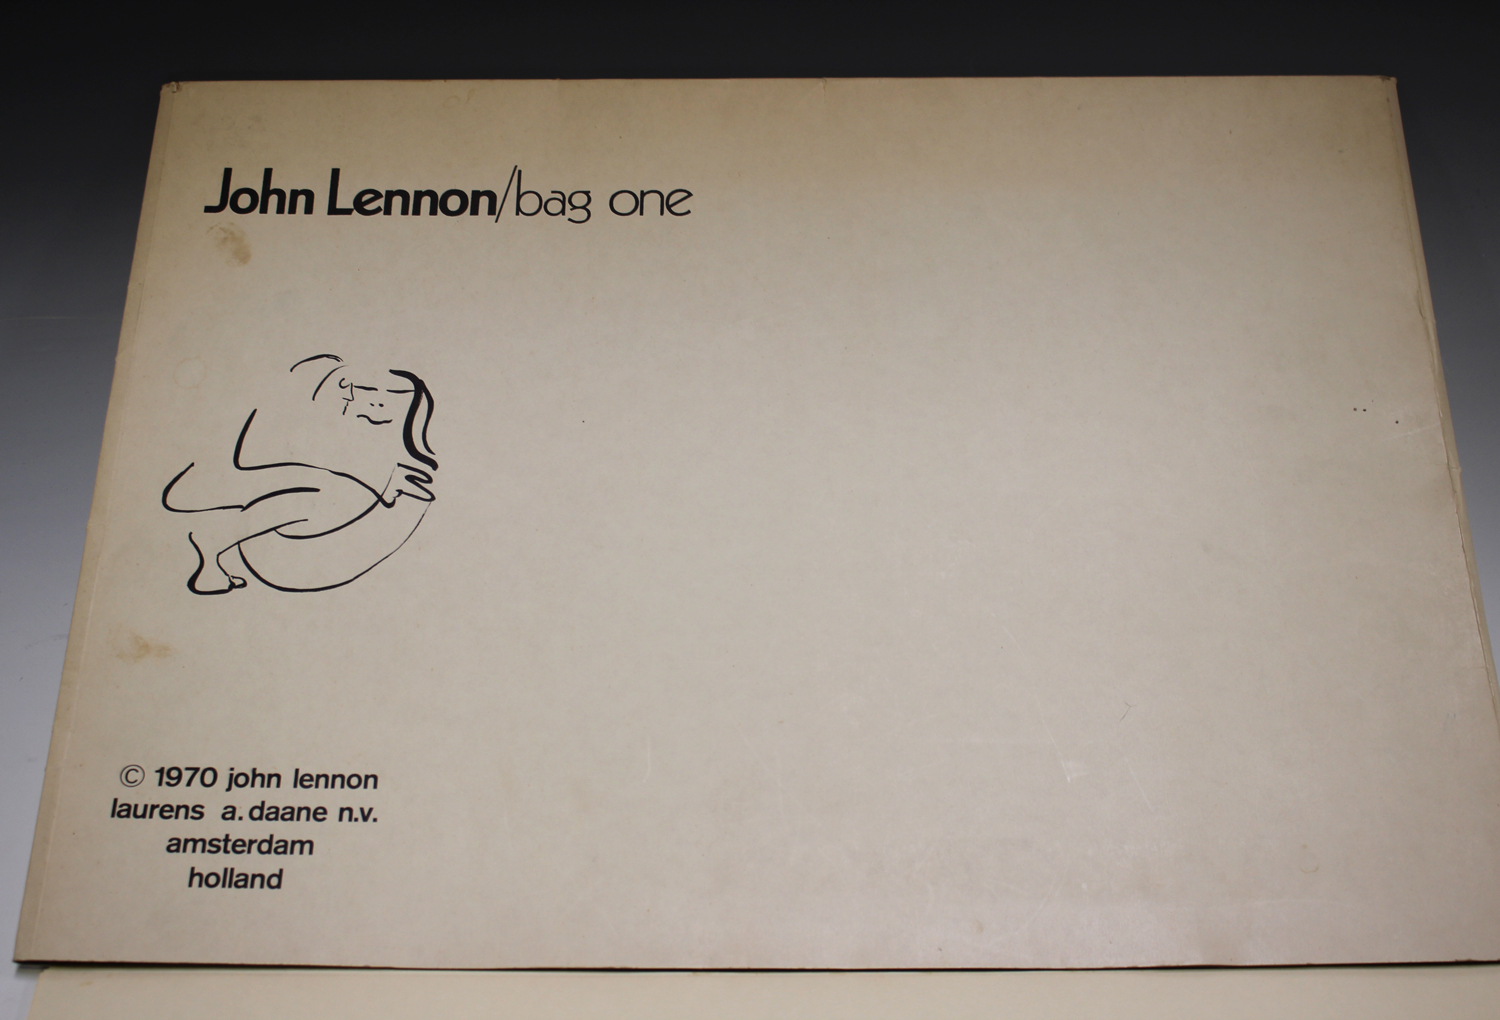 John Lennon/bag one
© 1970 john lennon
laurens a. daane n.v.
amsterdam
holland